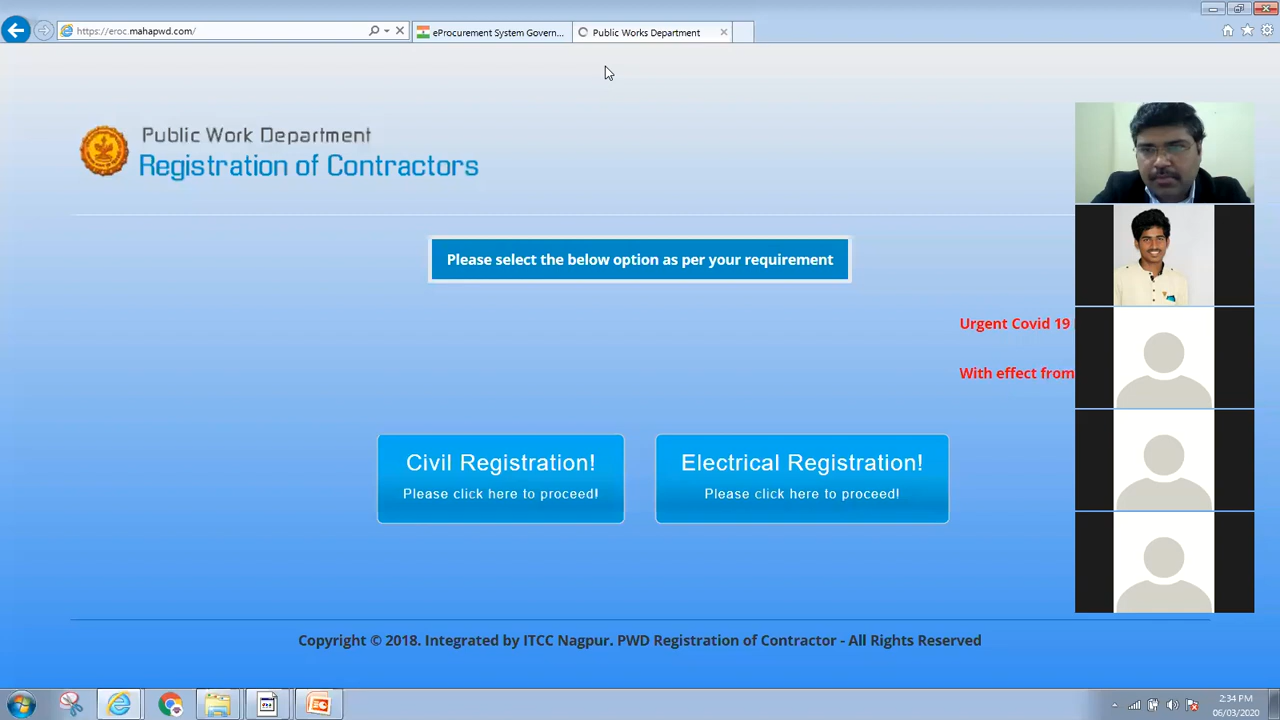 https://eroc.mahapwd.com/
eProcurement System Govern...
Public Works Department
Public Work Department
Registration of Contractors
Please select the below option as per your requirement
Urgent Covid 19
With effect from
Civil Registration!
Please click here to proceed!
Electrical Registration!
Please click here to proceed!
Copyright © 2018. Integrated by ITCC Nagpur. PWD Registration of Contractor - All Rights Reserved
2:34 PM
06/03/2020